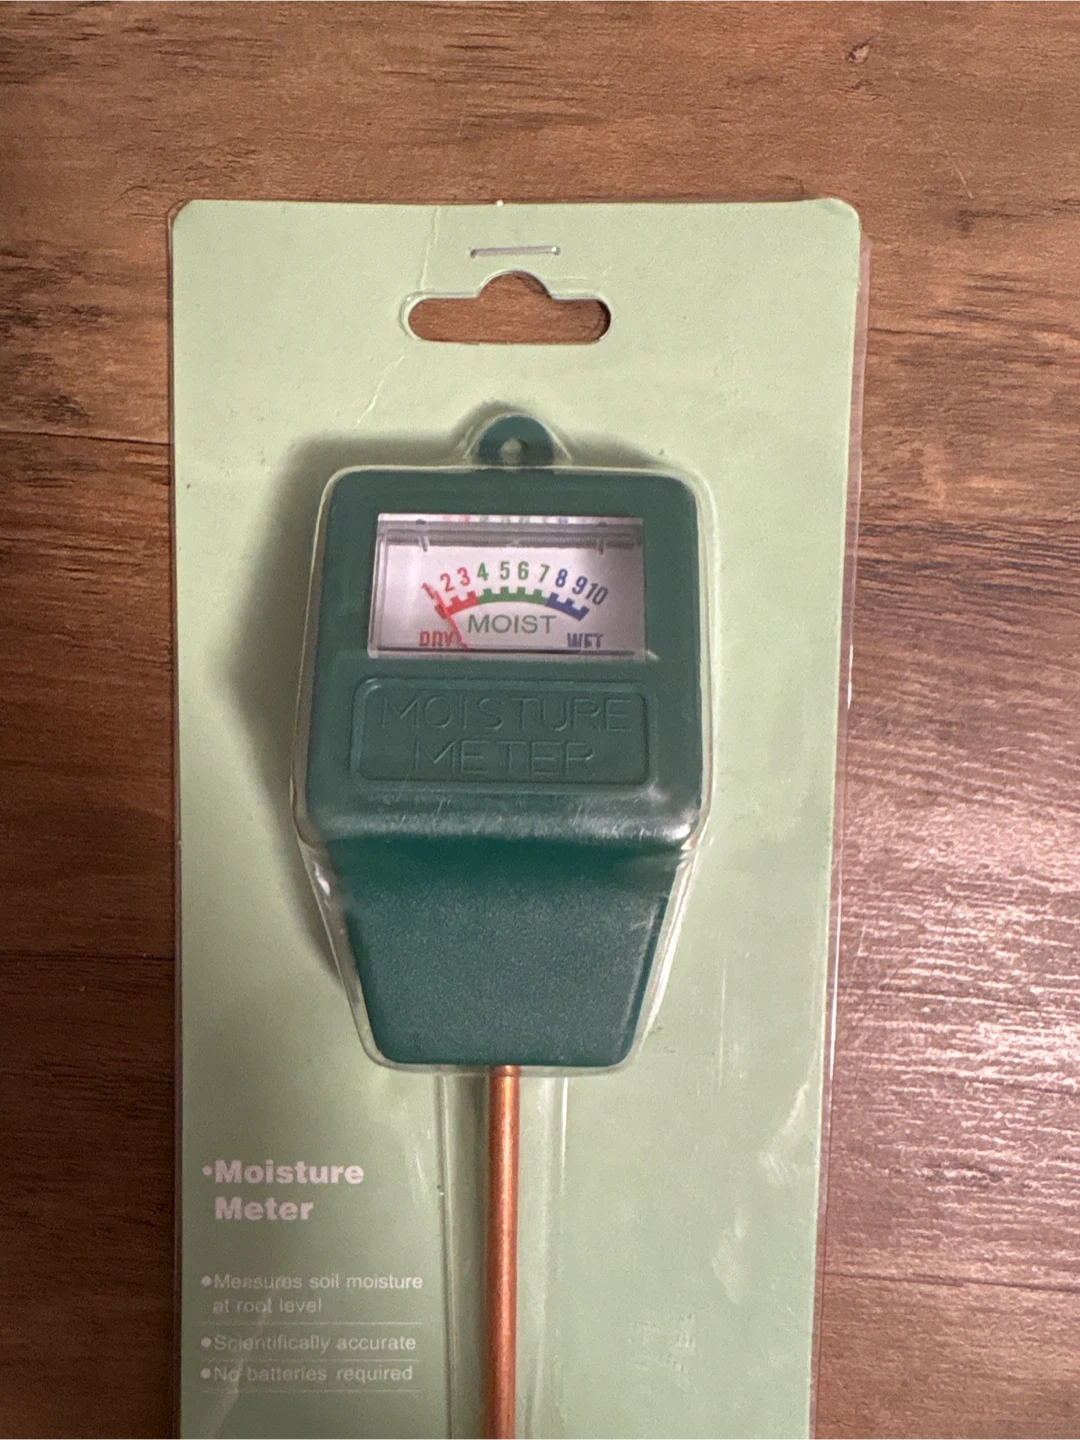 1 2 3 4 5 6 7 8 9 10
MOIST
DRY WET
MOISTURE
METER
•Moisture
Meter
•Measures soil moisture
at root level
•Scientifically accurate
•No batteries required